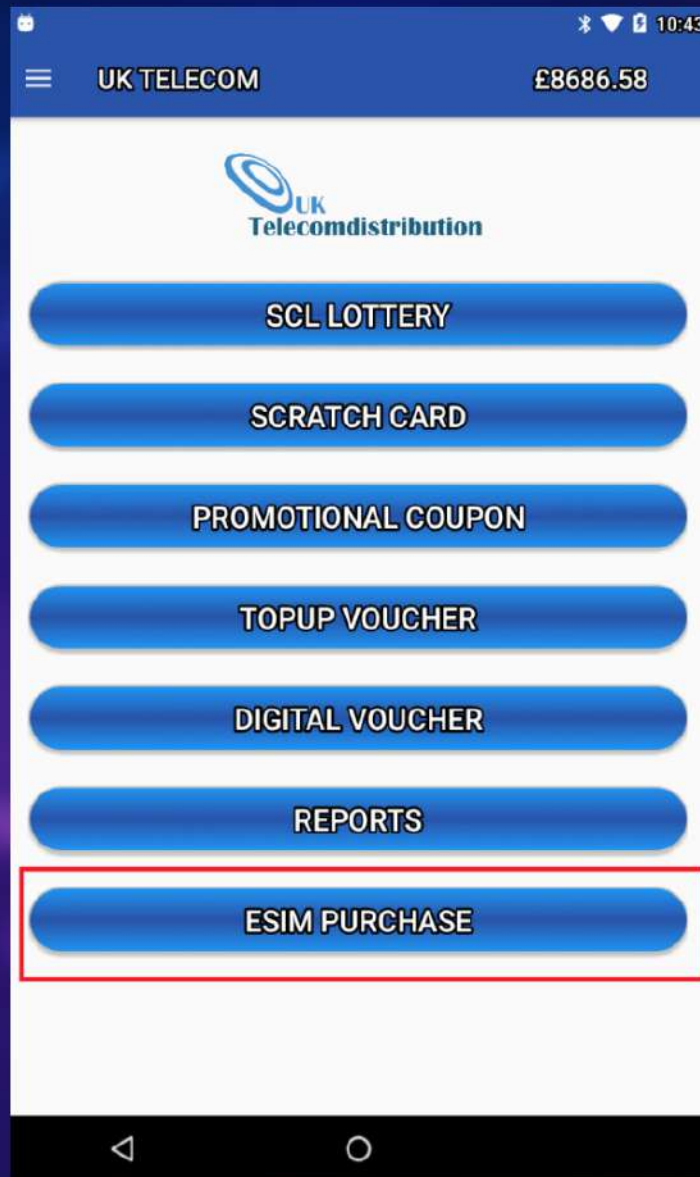 10:43
UK TELECOM £8686.58
UK
Telecomdistribution
SCL LOTTERY
SCRATCH CARD
PROMOTIONAL COUPON
TOPUP VOUCHER
DIGITAL VOUCHER
REPORTS
ESIM PURCHASE